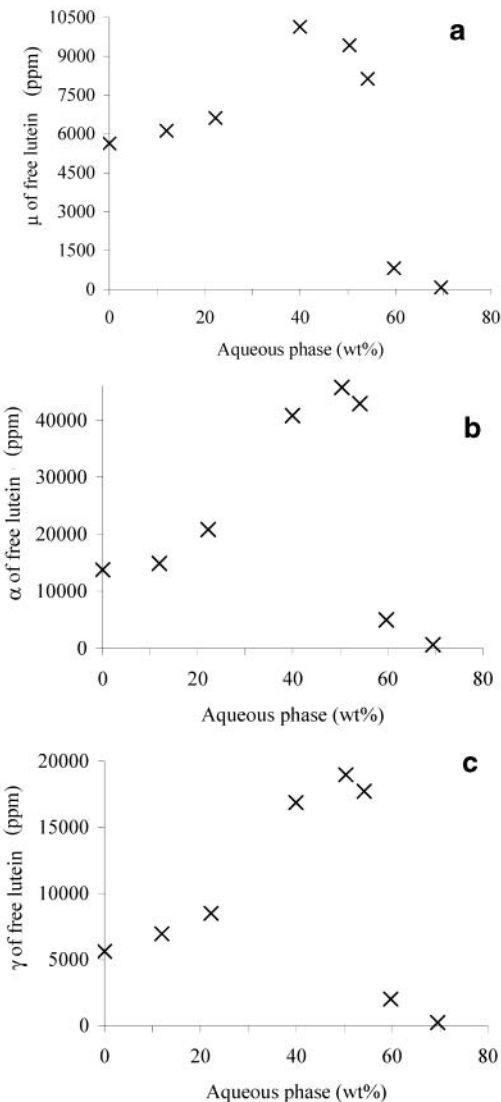 a
μ of free lutein (ppm)
10500
9000
7500
6000
4500
3000
1500
0
0 20 40 60 80
Aqueous phase (wt%)
b
α of free lutein (ppm)
40000
30000
20000
10000
0
0 20 40 60 80
Aqueous phase (wt%)
c
γ of free lutein (ppm)
20000
15000
10000
5000
0
0 20 40 60 80
Aqueous phase (wt%)